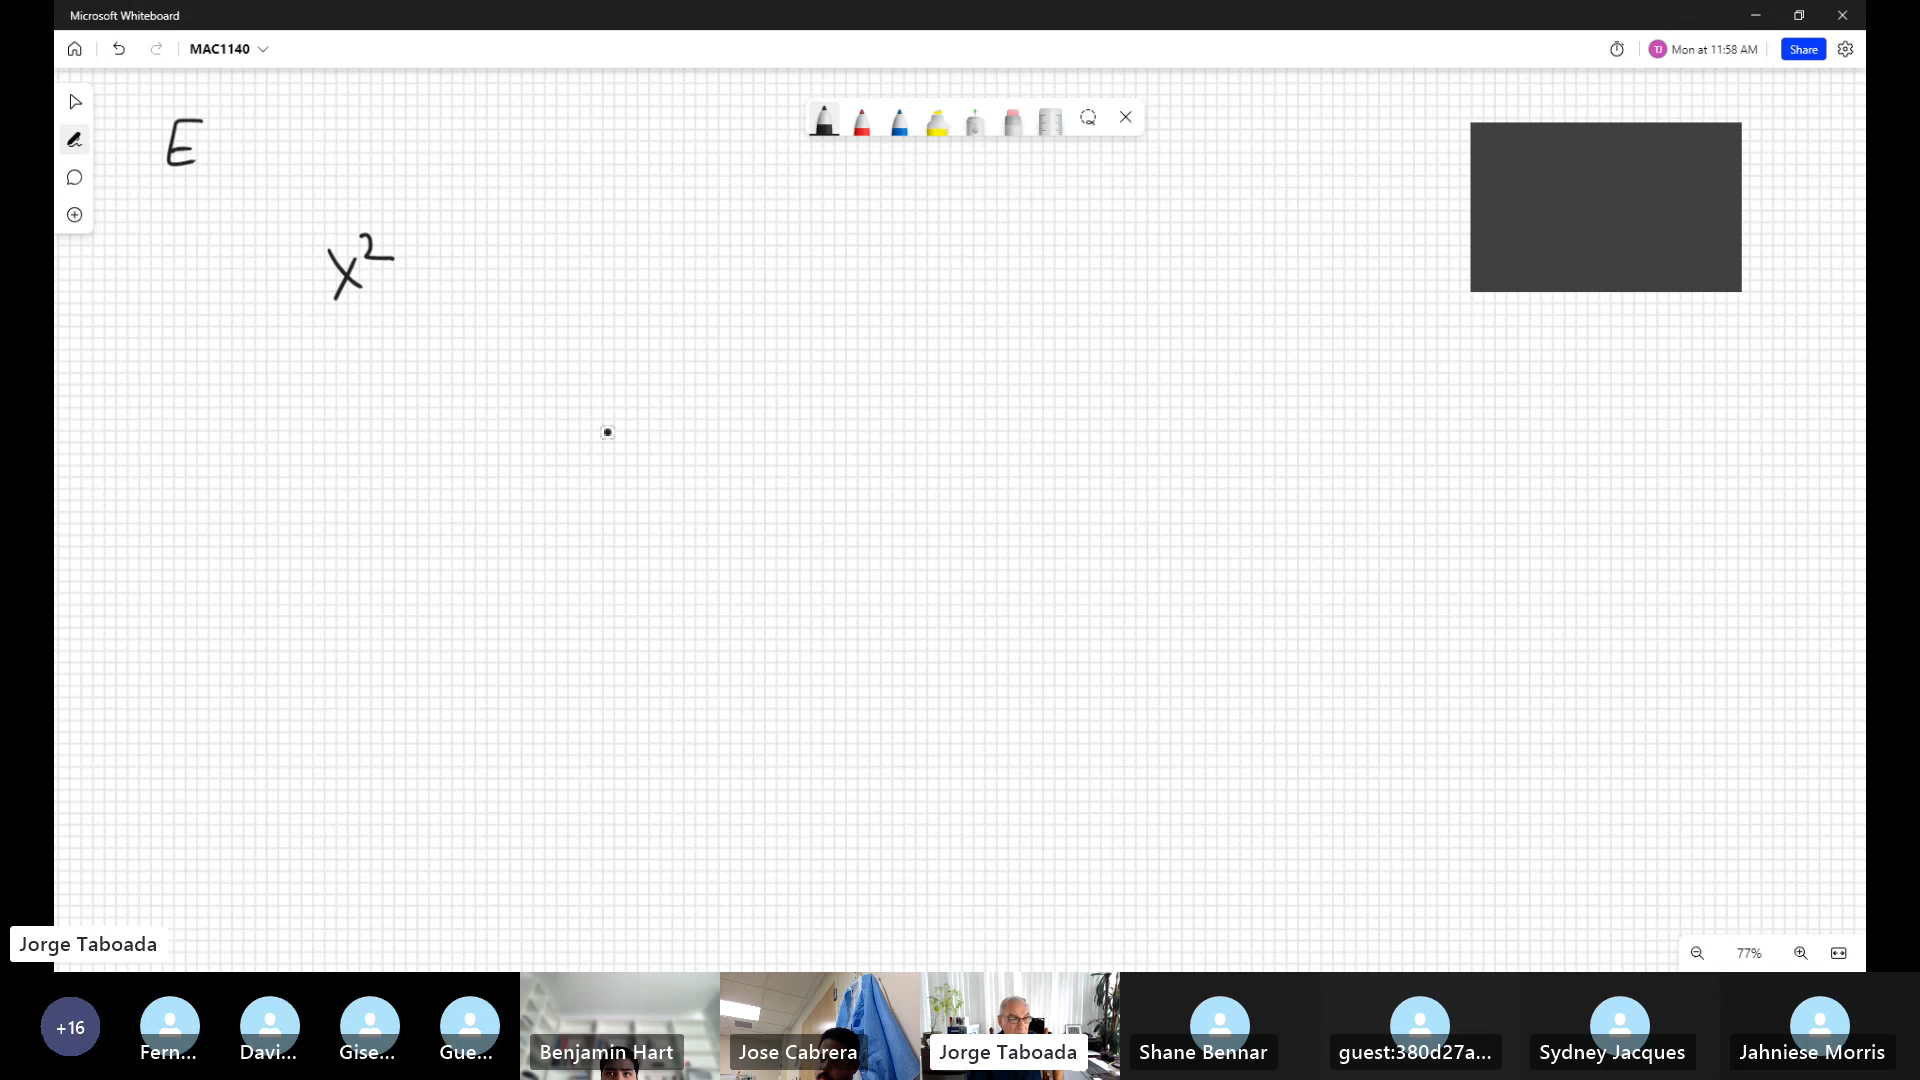 Microsoft Whiteboard
MAC1140
TJ Mon at 11:58 AM Share
E
x²
77%
Jorge Taboada
+16 Fern... Davi... Gise... Gue... Benjamin Hart Jose Cabrera Jorge Taboada Shane Bennar guest:380d27a... Sydney Jacques Jahniese Morris